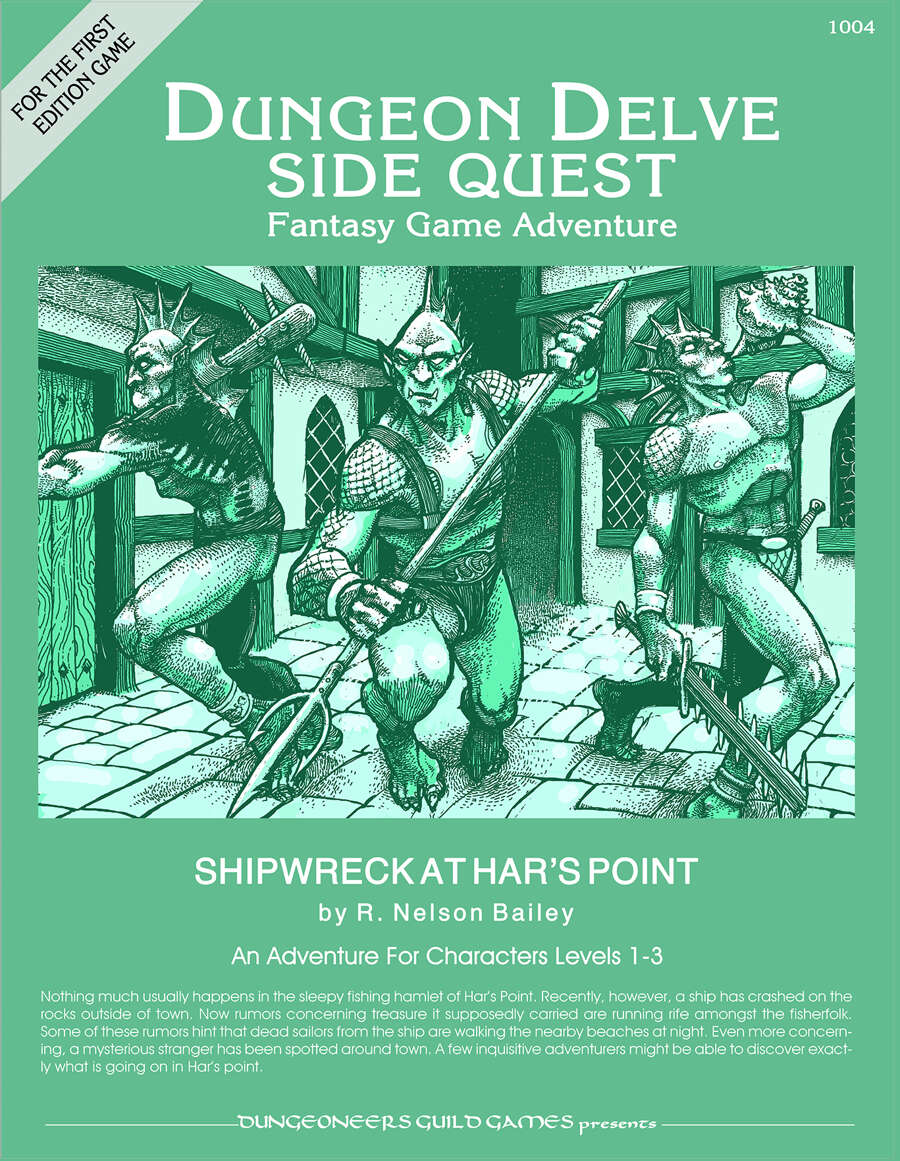 FOR THE FIRST
EDITION GAME
1004
DUNGEON DELVE
SIDE QUEST
Fantasy Game Adventure
SHIPWRECK AT HAR'S POINT
by R. Nelson Bailey
An Adventure For Characters Levels 1-3
Nothing much usually happens in the sleepy fishing hamlet of Har's Point. Recently, however, a ship has crashed on the
rocks outside of town. Now rumors concerning treasure it supposedly carried are running rife amongst the fisherfolk.
Some of these rumors hint that dead sailors from the ship are walking the nearby beaches at night. Even more concern-
ing, a mysterious stranger has been spotted around town. A few inquisitive adventurers might be able to discover exact-
ly what is going on in Har's point.
DUNGEONEERS GUILD GAMES presents